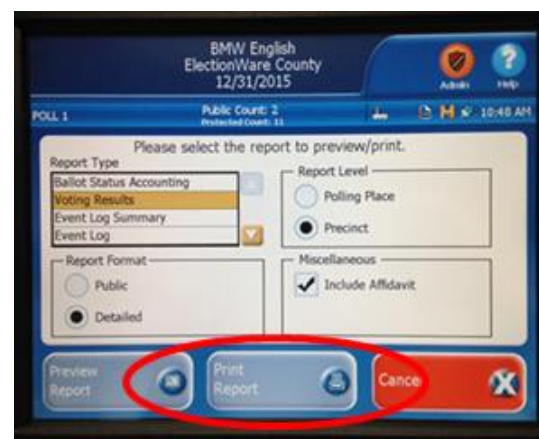 BMW English
ElectionWare County
12/31/2015
Admin
Help
POLL 1
Public Count: 2
Protected Count: 11
10:48 AM
Please select the report to preview/print.
Report Type
Ballot Status Accounting
Voting Results
Event Log Summary
Event Log
Report Level
Polling Place
Precinct
Report Format
Public
Detailed
Miscellaneous
Include Affidavit
Preview
Report
Print
Report
Cancel